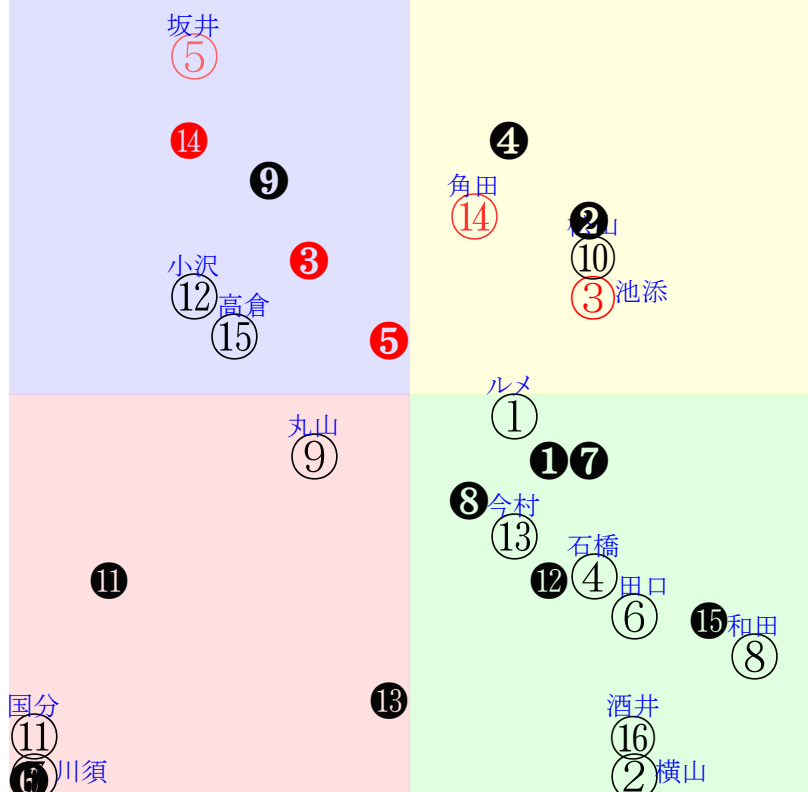 坂井
⑤
⓮
❹
❾
角田
⑭
❷
山
⑩
❸
小沢
⑫
③池添
高倉
⑮
❺
ルメ
①
丸山
⑨
❶❼
❽今村
⑬
石橋
④
⓫
⓬
田口
⑥
⓯和田
⑧
⓭
国分
⑪
酒井
⑯
川須
②横山